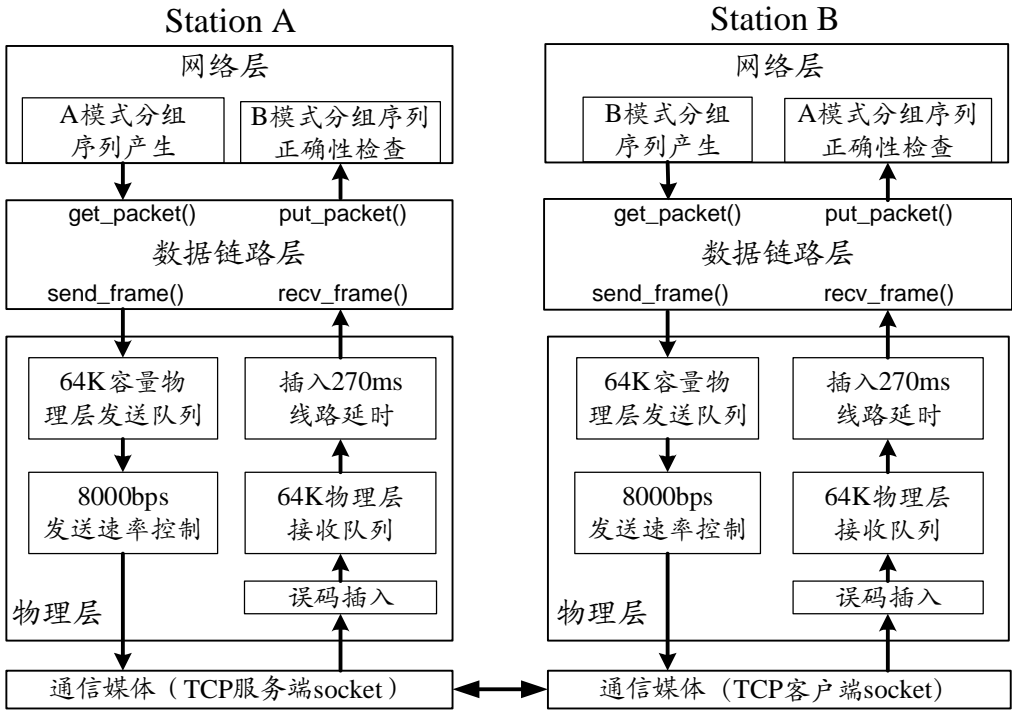 Station A
网络层
A模式分组
序列产生
B模式分组序列
正确性检查
get_packet()
put_packet()
数据链路层
send_frame()
recv_frame()
64K容量物
理层发送队列
插入270ms
线路延时
8000bps
发送速率控制
64K物理层
接收队列
误码插入
物理层
通信媒体（TCP服务端socket）
Station B
网络层
B模式分组
序列产生
A模式分组序列
正确性检查
get_packet()
put_packet()
数据链路层
send_frame()
recv_frame()
64K容量物
理层发送队列
插入270ms
线路延时
8000bps
发送速率控制
64K物理层
接收队列
误码插入
物理层
通信媒体（TCP客户端socket）